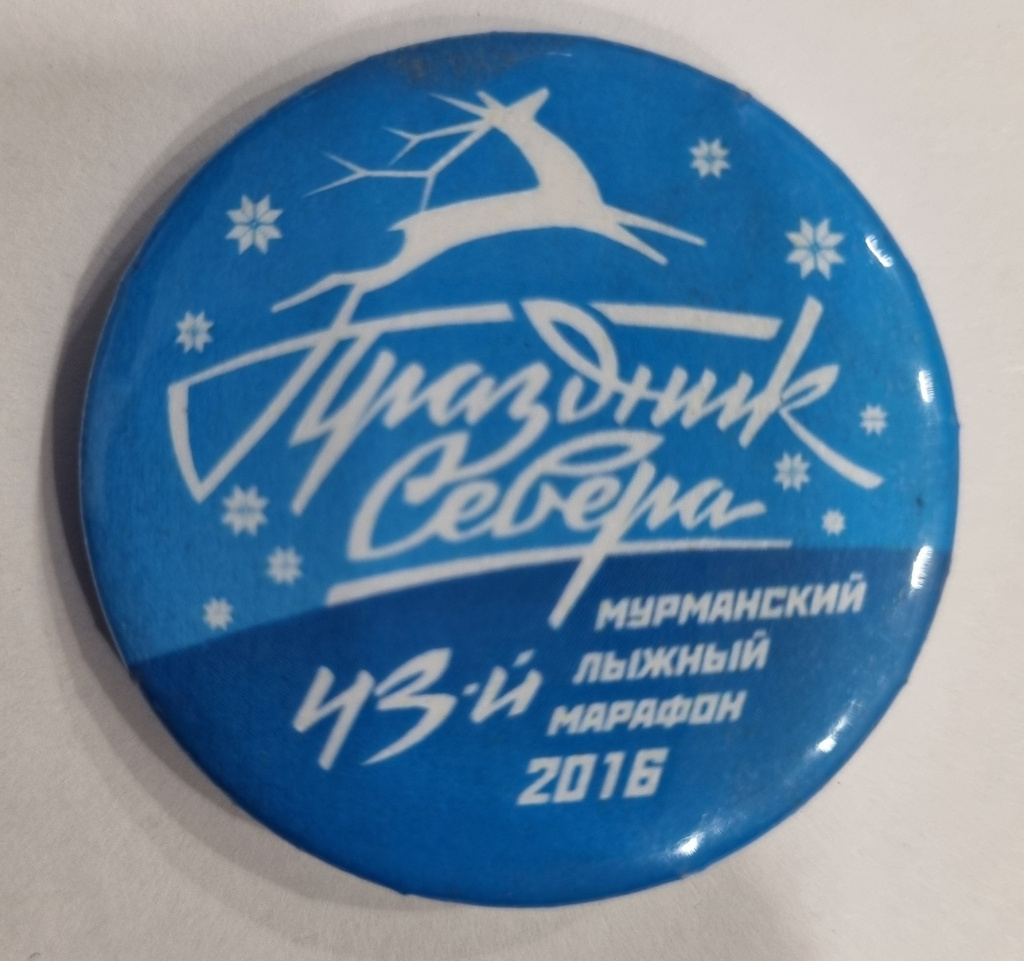 Праздник
Севера
43-й
МУРМАНСКИЙ
ЛЫЖНЫЙ
МАРАФОН
2016